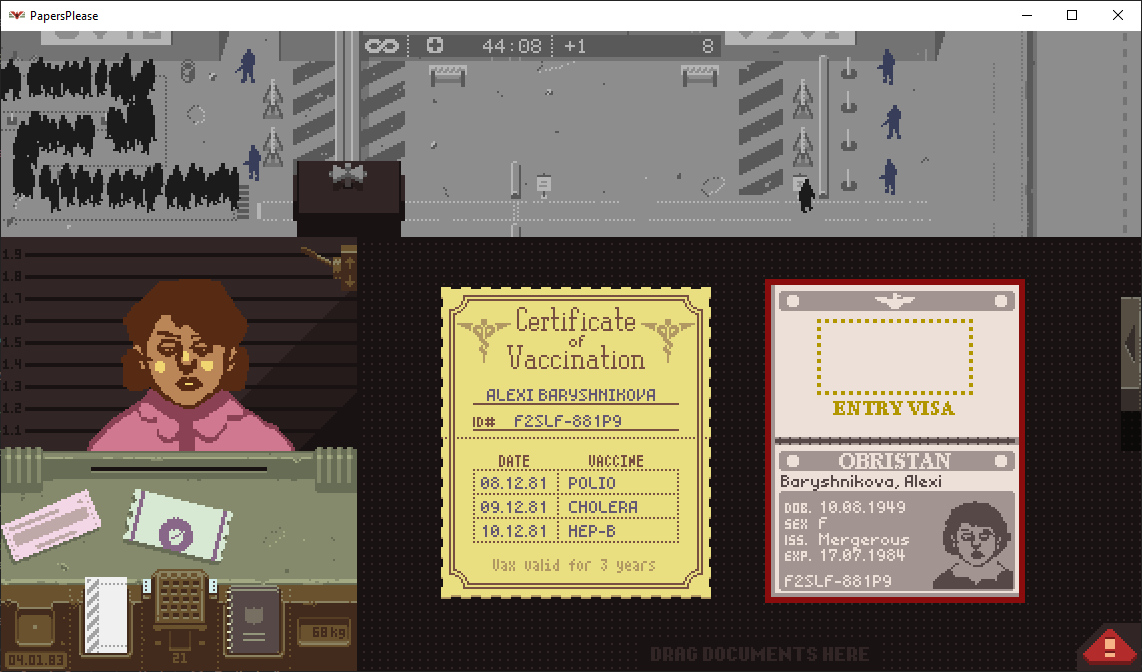 PapersPlease
44:08 +1 8
1.9
1.8
1.7
1.6
1.5
1.4
1.3
1.2
1.1
Certificate
of
Vaccination
ALEXI BARYSHNIKOVA
ID# F2SLF-881P9
DATE VACCINE
08.12.81 POLIO
09.12.81 CHOLERA
10.12.81 HEP-B
Vax valid for 3 years
ENTRY VISA
OBRISTAN
Baryshnikova, Alexi
DOB. 10.08.1949
SEX F
ISS. Mergerous
EXP. 17.07.1984
F2SLF-881P9
68kg
04.01.83
21
DRAG DOCUMENTS HERE